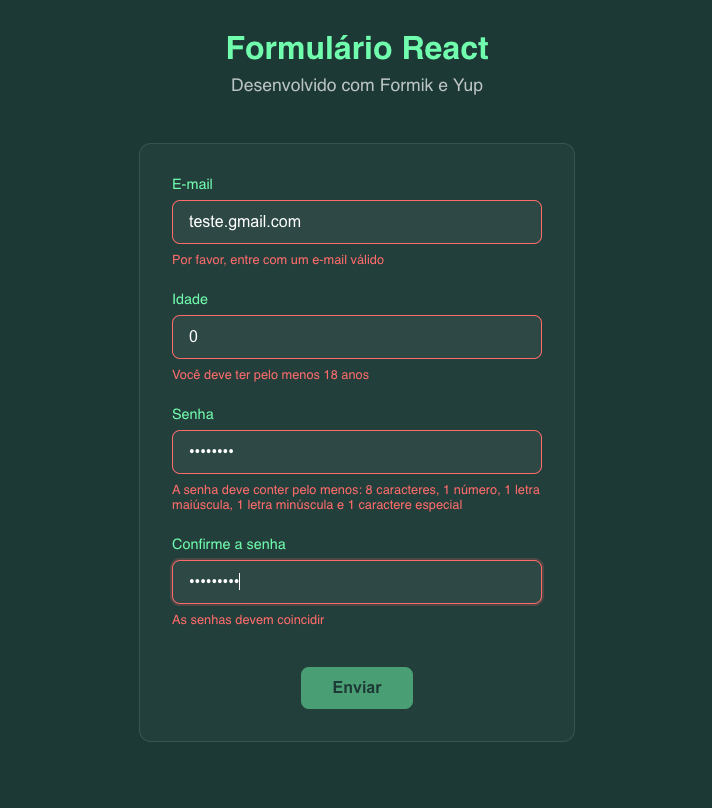 Formulário React
Desenvolvido com Formik e Yup
E-mail
teste.gmail.com
Por favor, entre com um e-mail válido
Idade
0
Você deve ter pelo menos 18 anos
Senha
••••••••
A senha deve conter pelo menos: 8 caracteres, 1 número, 1 letra
maiúscula, 1 letra minúscula e 1 caractere especial
Confirme a senha
•••••••••
As senhas devem coincidir
Enviar